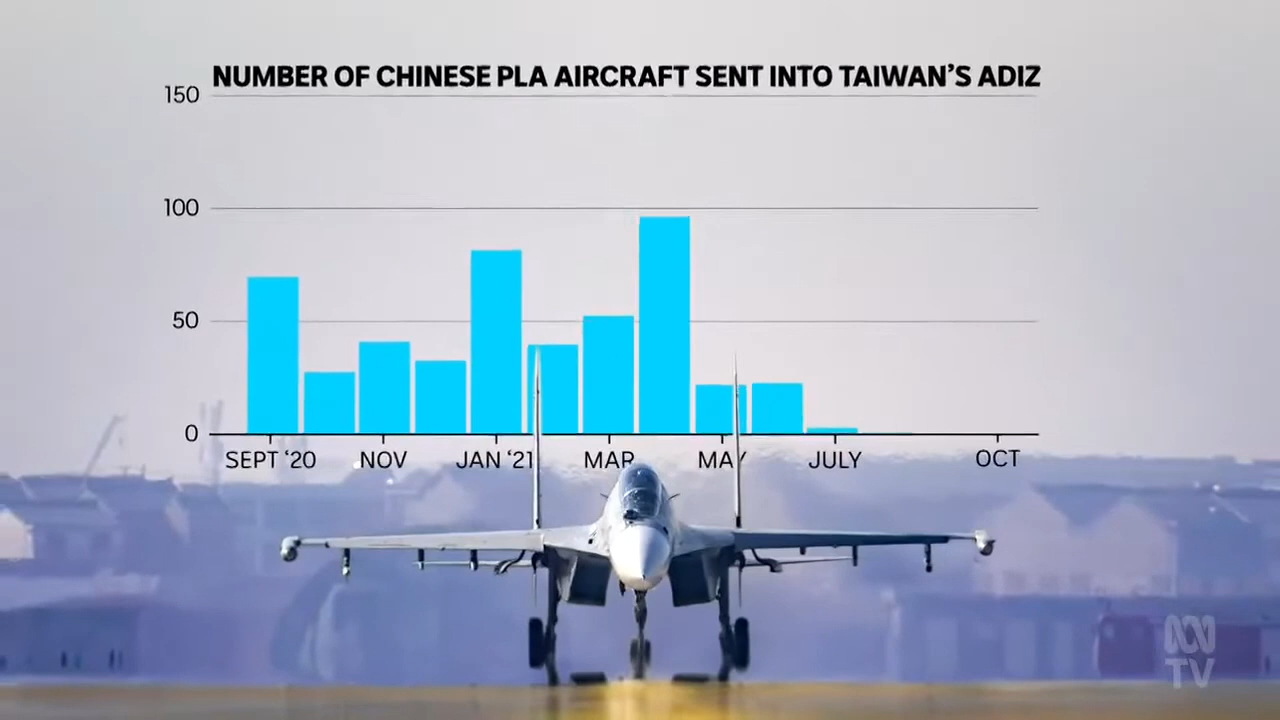 NUMBER OF CHINESE PLA AIRCRAFT SENT INTO TAIWAN'S ADIZ
150
100
50
0
SEPT ‘20 NOV JAN ‘21 MAR MAY JULY OCT
ABC
TV